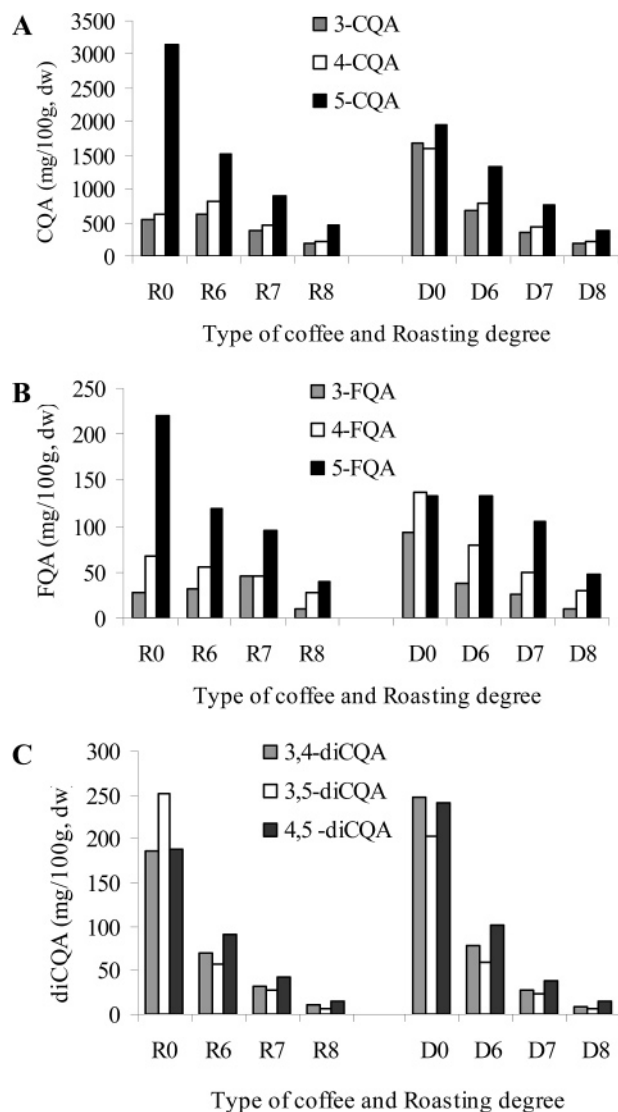 A
CQA (mg/100g, dw)
3500
3000
2500
2000
1500
1000
500
0
3-CQA
4-CQA
5-CQA
R0 R6 R7 R8 D0 D6 D7 D8
Type of coffee and Roasting degree
B
FQA (mg/100g, dw)
250
200
150
100
50
0
3-FQA
4-FQA
5-FQA
R0 R6 R7 R8 D0 D6 D7 D8
Type of coffee and Roasting degree
C
diCQA (mg/100g, dw)
300
250
200
150
100
50
0
3,4-diCQA
3,5-diCQA
4,5 -diCQA
R0 R6 R7 R8 D0 D6 D7 D8
Type of coffee and Roasting degree